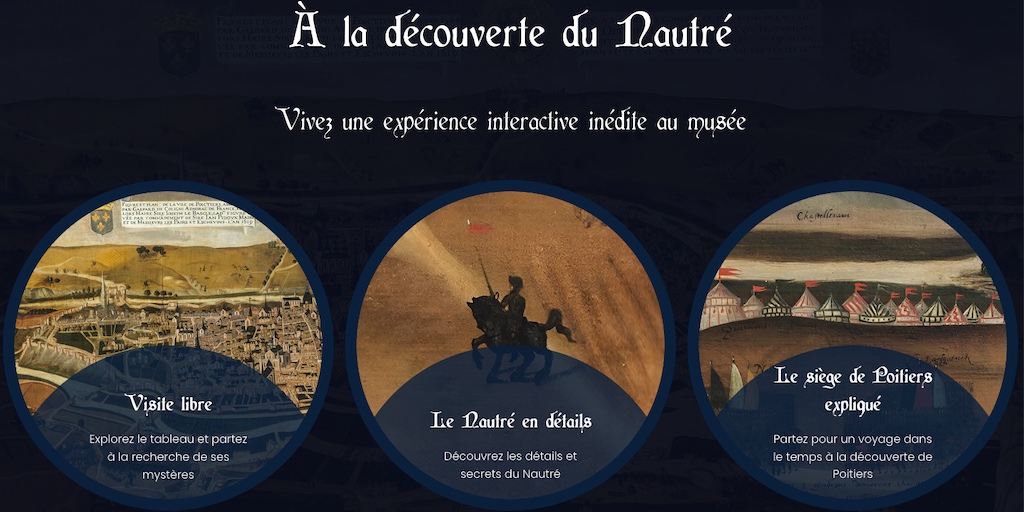 À la découverte du Nautré
Vivez une expérience interactive inédite au musée
Chastelleraux
Visite libre
Explorez le tableau et partez
à la recherche de ses
mystères
Le Nautré en détails
Découvrez les détails et
secrets du Nautré
Le siège de Poitiers
expliqué
Partez pour un voyage dans
le temps à la découverte de
Poitiers